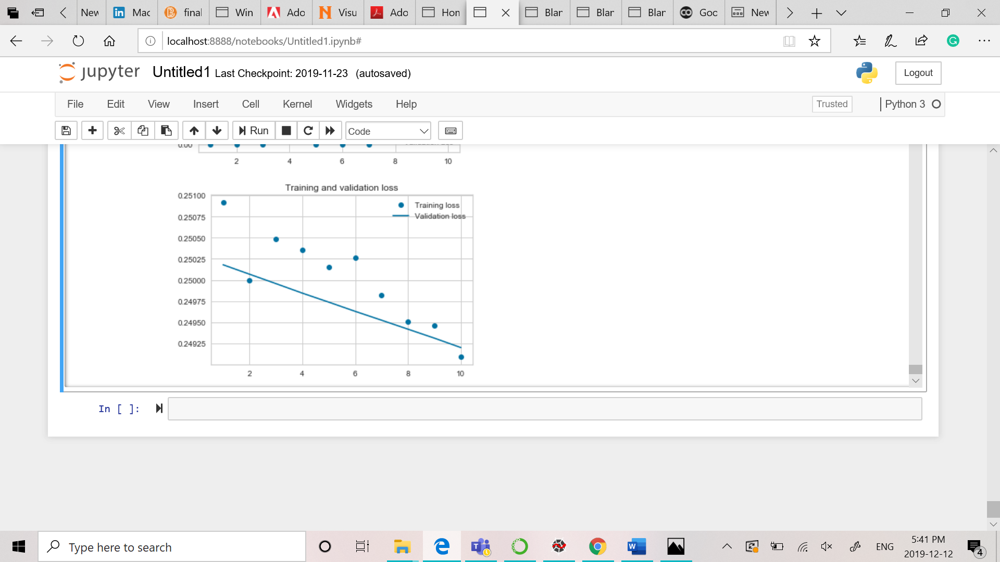 New Mac final Win Ado Visu Ado Hon Blar Blar Blar Goo New
localhost:8888/notebooks/Untitled1.ipynb#
jupyter Untitled1 Last Checkpoint: 2019-11-23 (autosaved) Logout
File Edit View Insert Cell Kernel Widgets Help Trusted Python 3
Run Code
0.00
2 4 6 8 10
Training and validation loss
0.25100
Training loss
0.25075
Validation loss
0.25050
0.25025
0.25000
0.24975
0.24950
0.24925
2 4 6 8 10
In [ ]:
Type here to search
ENG
5:41 PM
2019-12-12
4